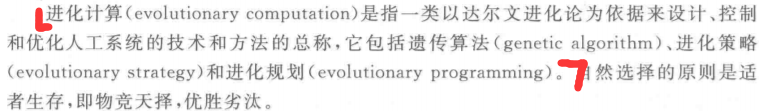 进化计算(evolutionary computation)是指一类以达尔文进化论为依据来设计、控制
和优化人工系统的技术和方法的总称,它包括遗传算法(genetic algorithm)、进化策略
(evolutionary strategy)和进化规划(evolutionary programming)。自然选择的原则是适
者生存,即物竞天择,优胜劣汰。